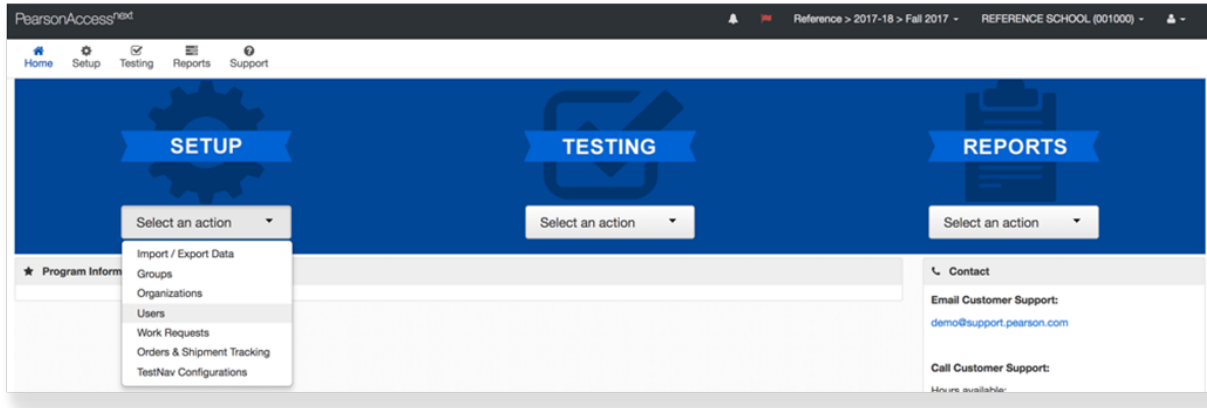 PearsonAccessnext
Reference > 2017-18 > Fall 2017
REFERENCE SCHOOL (001000)
Home
Setup
Testing
Reports
Support
SETUP
TESTING
REPORTS
Select an action
Select an action
Select an action
Import / Export Data
Groups
Organizations
Users
Work Requests
Orders & Shipment Tracking
TestNav Configurations
Program Inform
Contact
Email Customer Support:
demo@support.pearson.com
Call Customer Support:
Hours available: